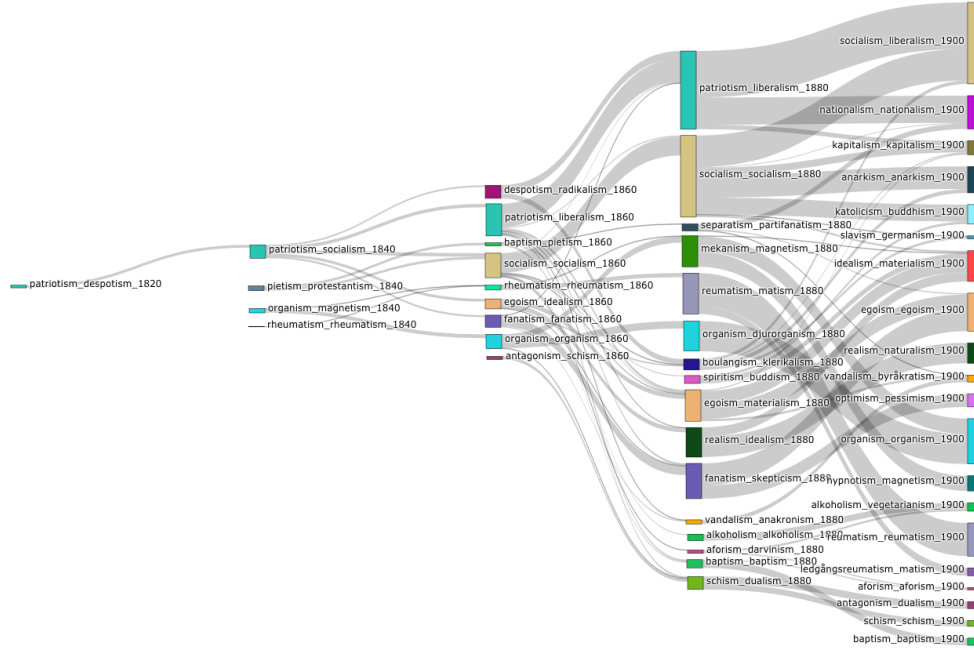 patriotism_despotism_1820
patriotism_socialism_1840
pietism_protestantism_1840
organism_magnetism_1840
rheumatism_rheumatism_1840
despotism_radikalism_1860
patriotism_liberalism_1860
baptism_pietism_1860
socialism_socialism_1860
rheumatism_rheumatism_1860
egoism_idealism_1860
fanatism_fanatism_1860
organism_organism_1860
antagonism_schism_1860
patriotism_liberalism_1880
socialism_socialism_1880
separatism_partifanatism_1880
mekanism_magnetism_1880
reumatism_matism_1880
organism_djurorganism_1880
boulangism_klerikalism_1880
spiritism_buddism_1880
egoism_materialism_1880
realism_idealism_1880
fanatism_skepticism_1880
vandalism_anakronism_1880
alkoholism_alkoholism_1880
aforism_darvinism_1880
baptism_baptism_1880
schism_dualism_1880
socialism_liberalism_1900
nationalism_nationalism_1900
kapitalism_kapitalism_1900
anarkism_anarkism_1900
katolicism_buddhism_1900
slavism_germanism_1900
idealism_materialism_1900
egoism_egoism_1900
realism_naturalism_1900
vandalism_byråkratism_1900
optimism_pessimism_1900
organism_organism_1900
hypnotism_magnetism_1900
alkoholism_vegetarianism_1900
reumatism_reumatism_1900
ledgångsreumatism_matism_1900
aforism_aforism_1900
antagonism_dualism_1900
schism_schism_1900
baptism_baptism_1900